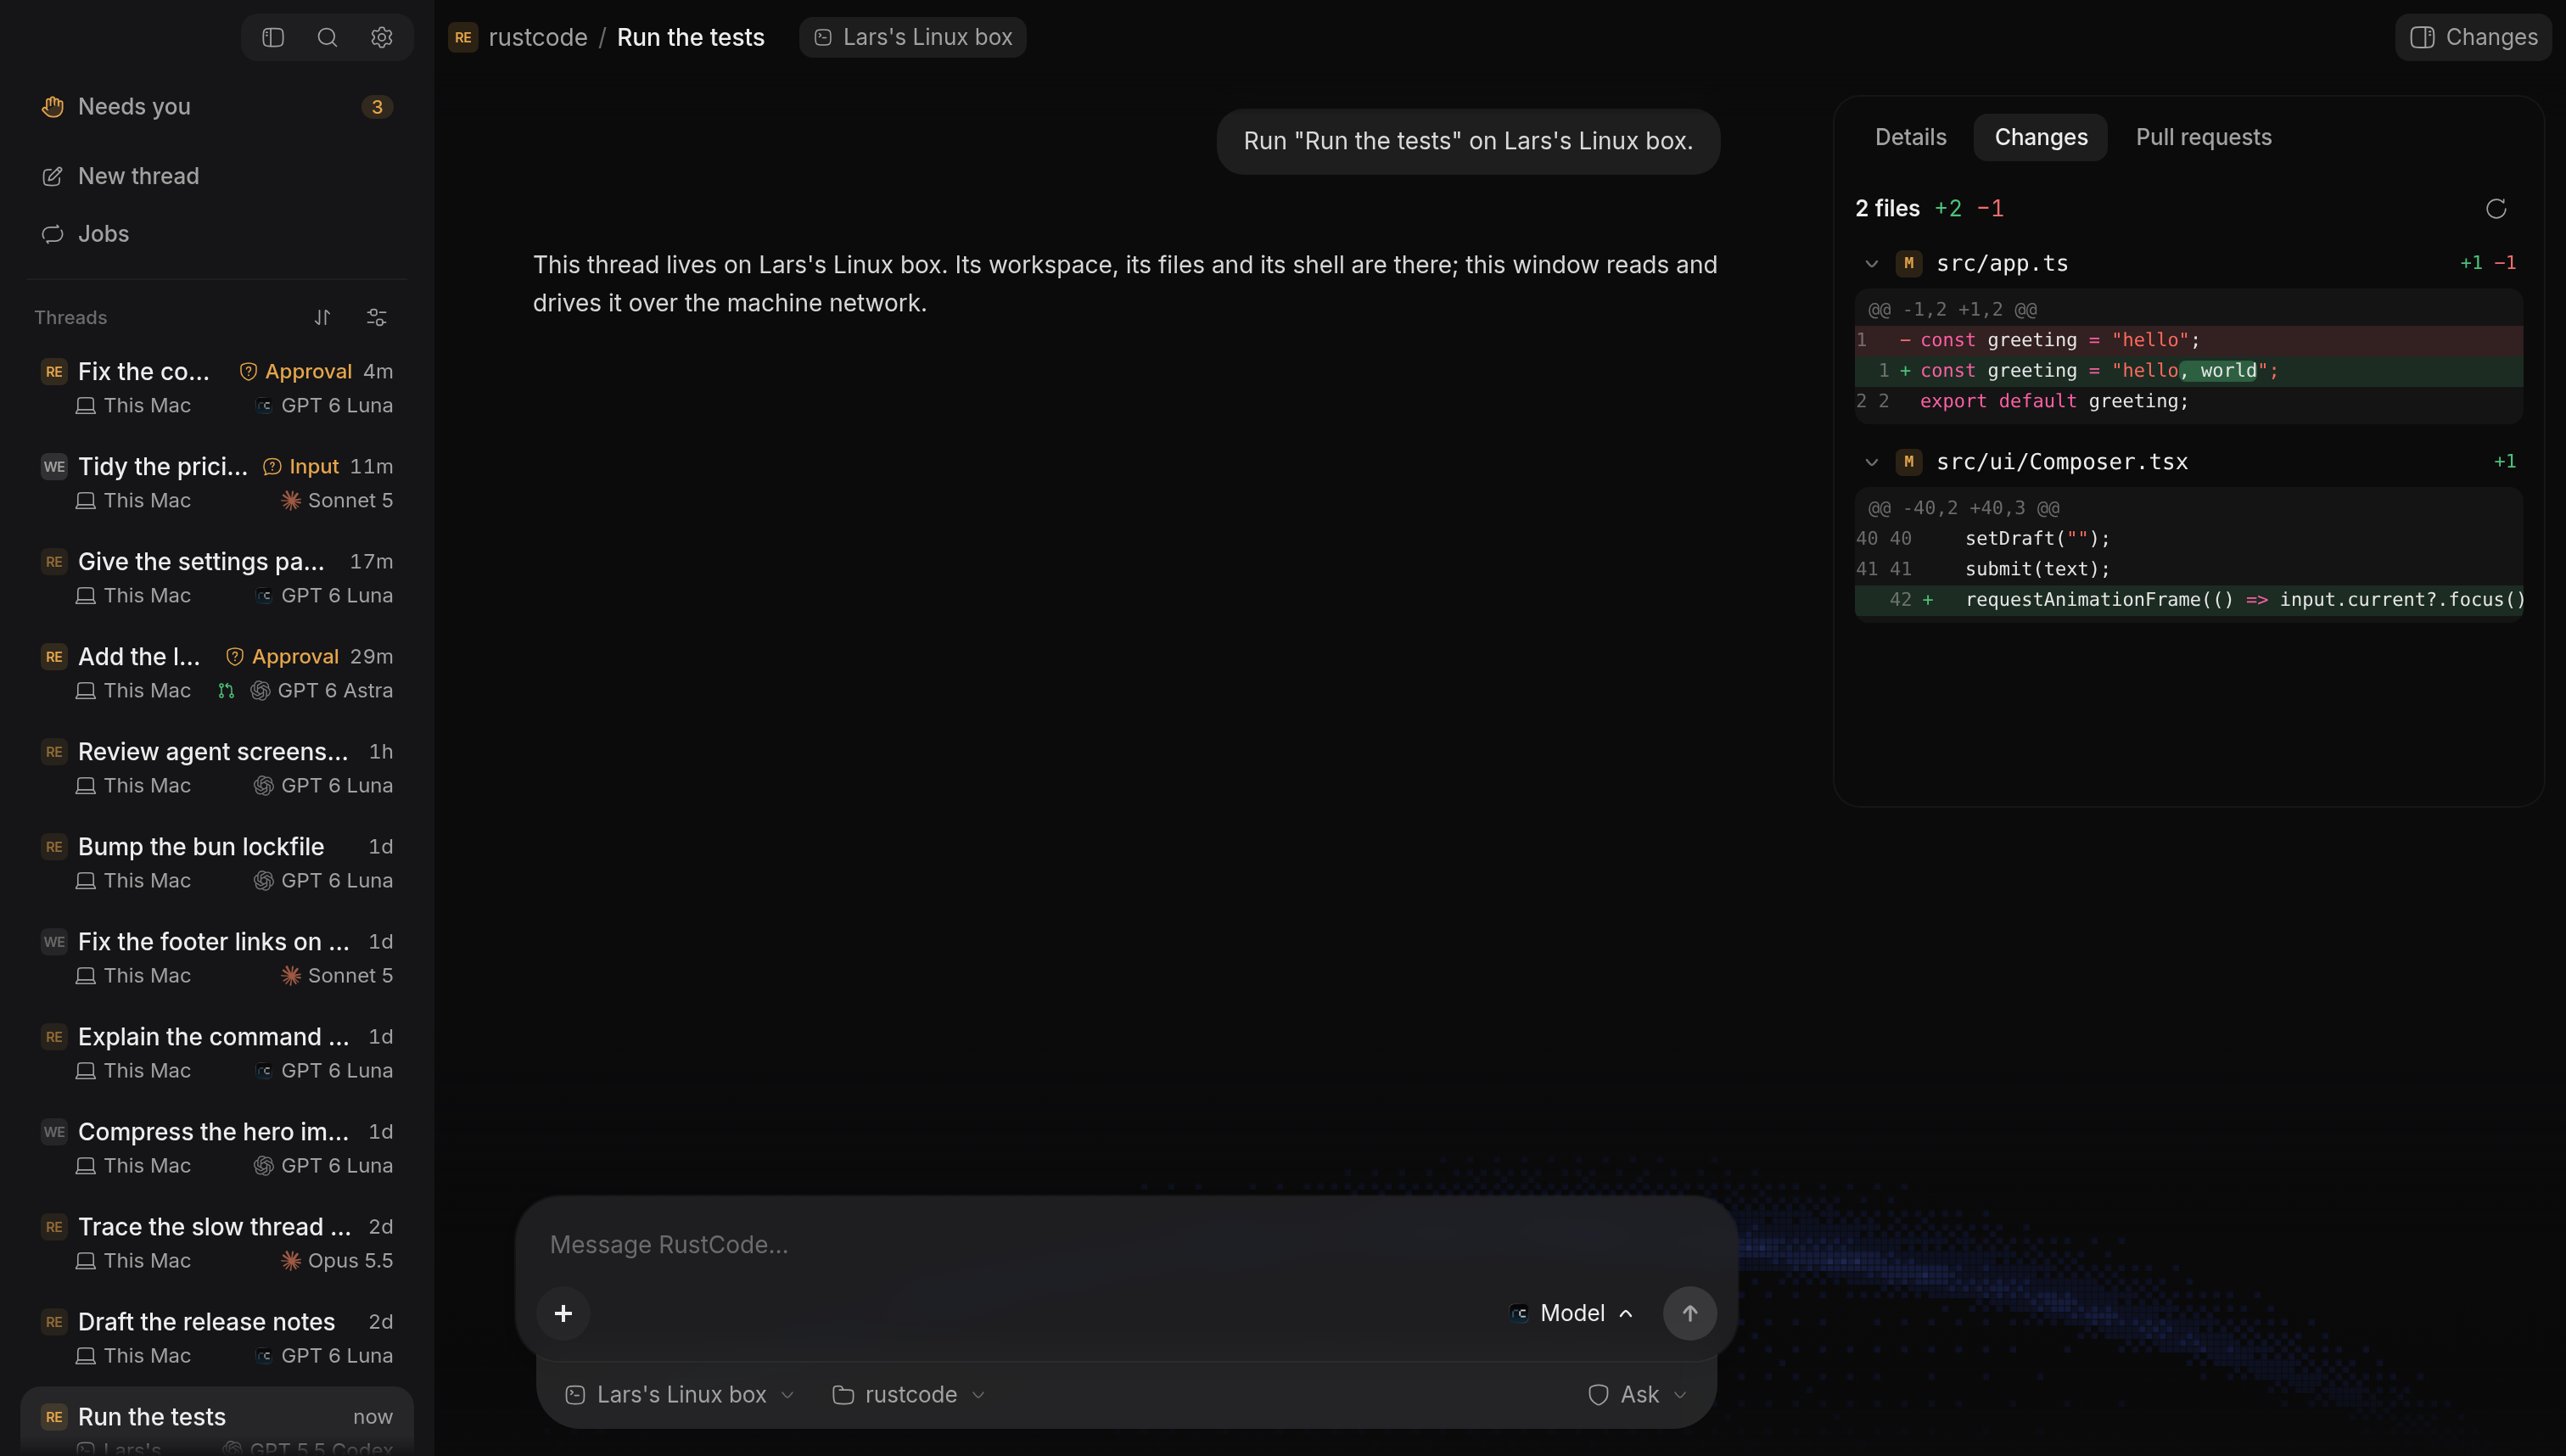 RE rustcode / Run the tests Lars's Linux box
Changes
Needs you 3
New thread
Jobs
Threads
RE Fix the co... Approval 4m
This Mac rc GPT 6 Luna
WE Tidy the prici... Input 11m
This Mac Sonnet 5
RE Give the settings pa... 17m
This Mac rc GPT 6 Luna
RE Add the l... Approval 29m
This Mac GPT 6 Astra
RE Review agent screens... 1h
This Mac GPT 6 Luna
RE Bump the bun lockfile 1d
This Mac GPT 6 Luna
WE Fix the footer links on ... 1d
This Mac Sonnet 5
RE Explain the command ... 1d
This Mac rc GPT 6 Luna
WE Compress the hero im... 1d
This Mac GPT 6 Luna
RE Trace the slow thread ... 2d
This Mac Opus 5.5
RE Draft the release notes 2d
This Mac rc GPT 6 Luna
RE Run the tests now
Lars's GPT 5.5 Codex
Run "Run the tests" on Lars's Linux box.
This thread lives on Lars's Linux box. Its workspace, its files and its shell are there; this window reads and
drives it over the machine network.
Message RustCode...
rc Model
Lars's Linux box rustcode Ask
Details Changes Pull requests
2 files +2 −1
M src/app.ts +1 −1
@@ -1,2 +1,2 @@
1 − const greeting = "hello";
1 + const greeting = "hello, world";
2 2 export default greeting;
M src/ui/Composer.tsx +1
@@ -40,2 +40,3 @@
40 40 setDraft("");
41 41 submit(text);
42 + requestAnimationFrame(() => input.current?.focus()